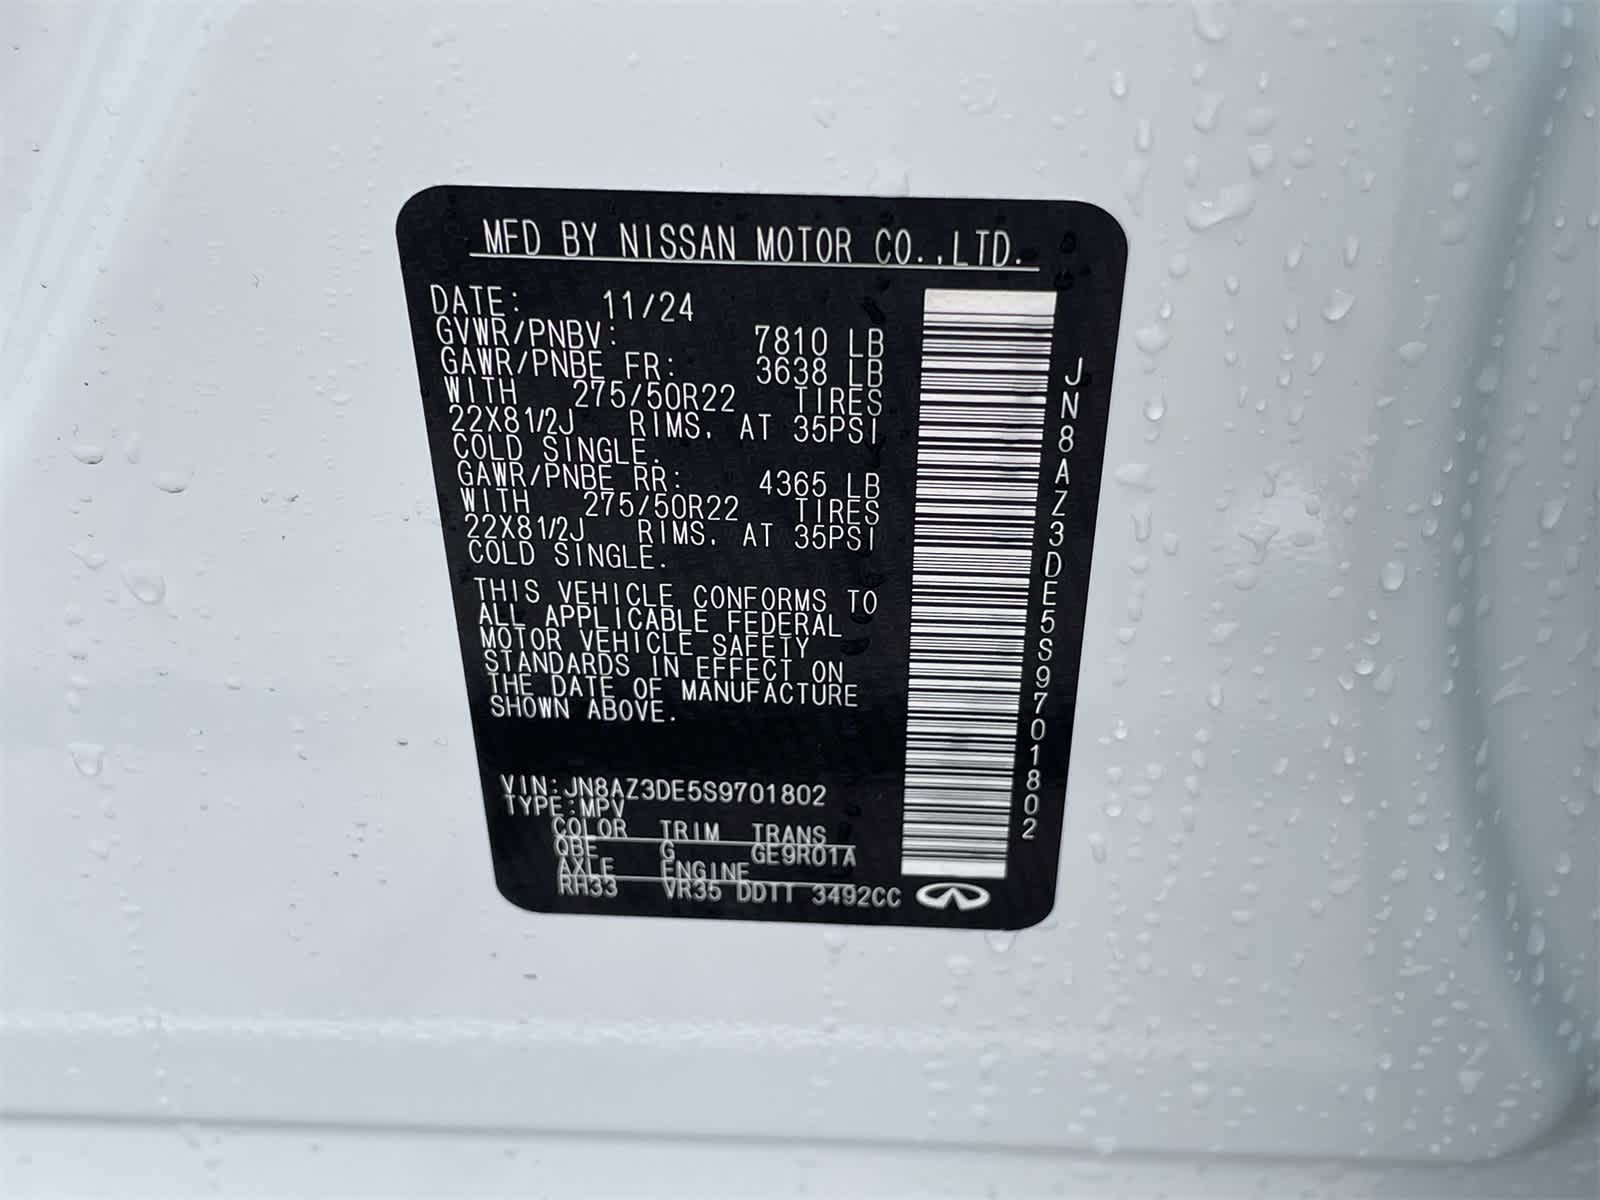 MFD BY NISSAN MOTOR CO.,LTD.
DATE: 11/24
GVWR/PNBV: 7810 LB
GAWR/PNBE FR: 3638 LB
WITH 275/50R22 TIRES
22X81/2J RIMS, AT 35PSI
COLD SINGLE.
GAWR/PNBE RR: 4365 LB
WITH 275/50R22 TIRES
22X81/2J RIMS, AT 35PSI
COLD SINGLE.
THIS VEHICLE CONFORMS TO
ALL APPLICABLE FEDERAL
MOTOR VEHICLE SAFETY
STANDARDS IN EFFECT ON
THE DATE OF MANUFACTURE
SHOWN ABOVE.
VIN:JN8AZ3DE5S9701802
TYPE:MPV
COLOR TRIM TRANS
QBE G GE9R01A
AXLE ENGINE
RH33 VR35 DDTT 3492CC
JN8AZ3DE5S9701802